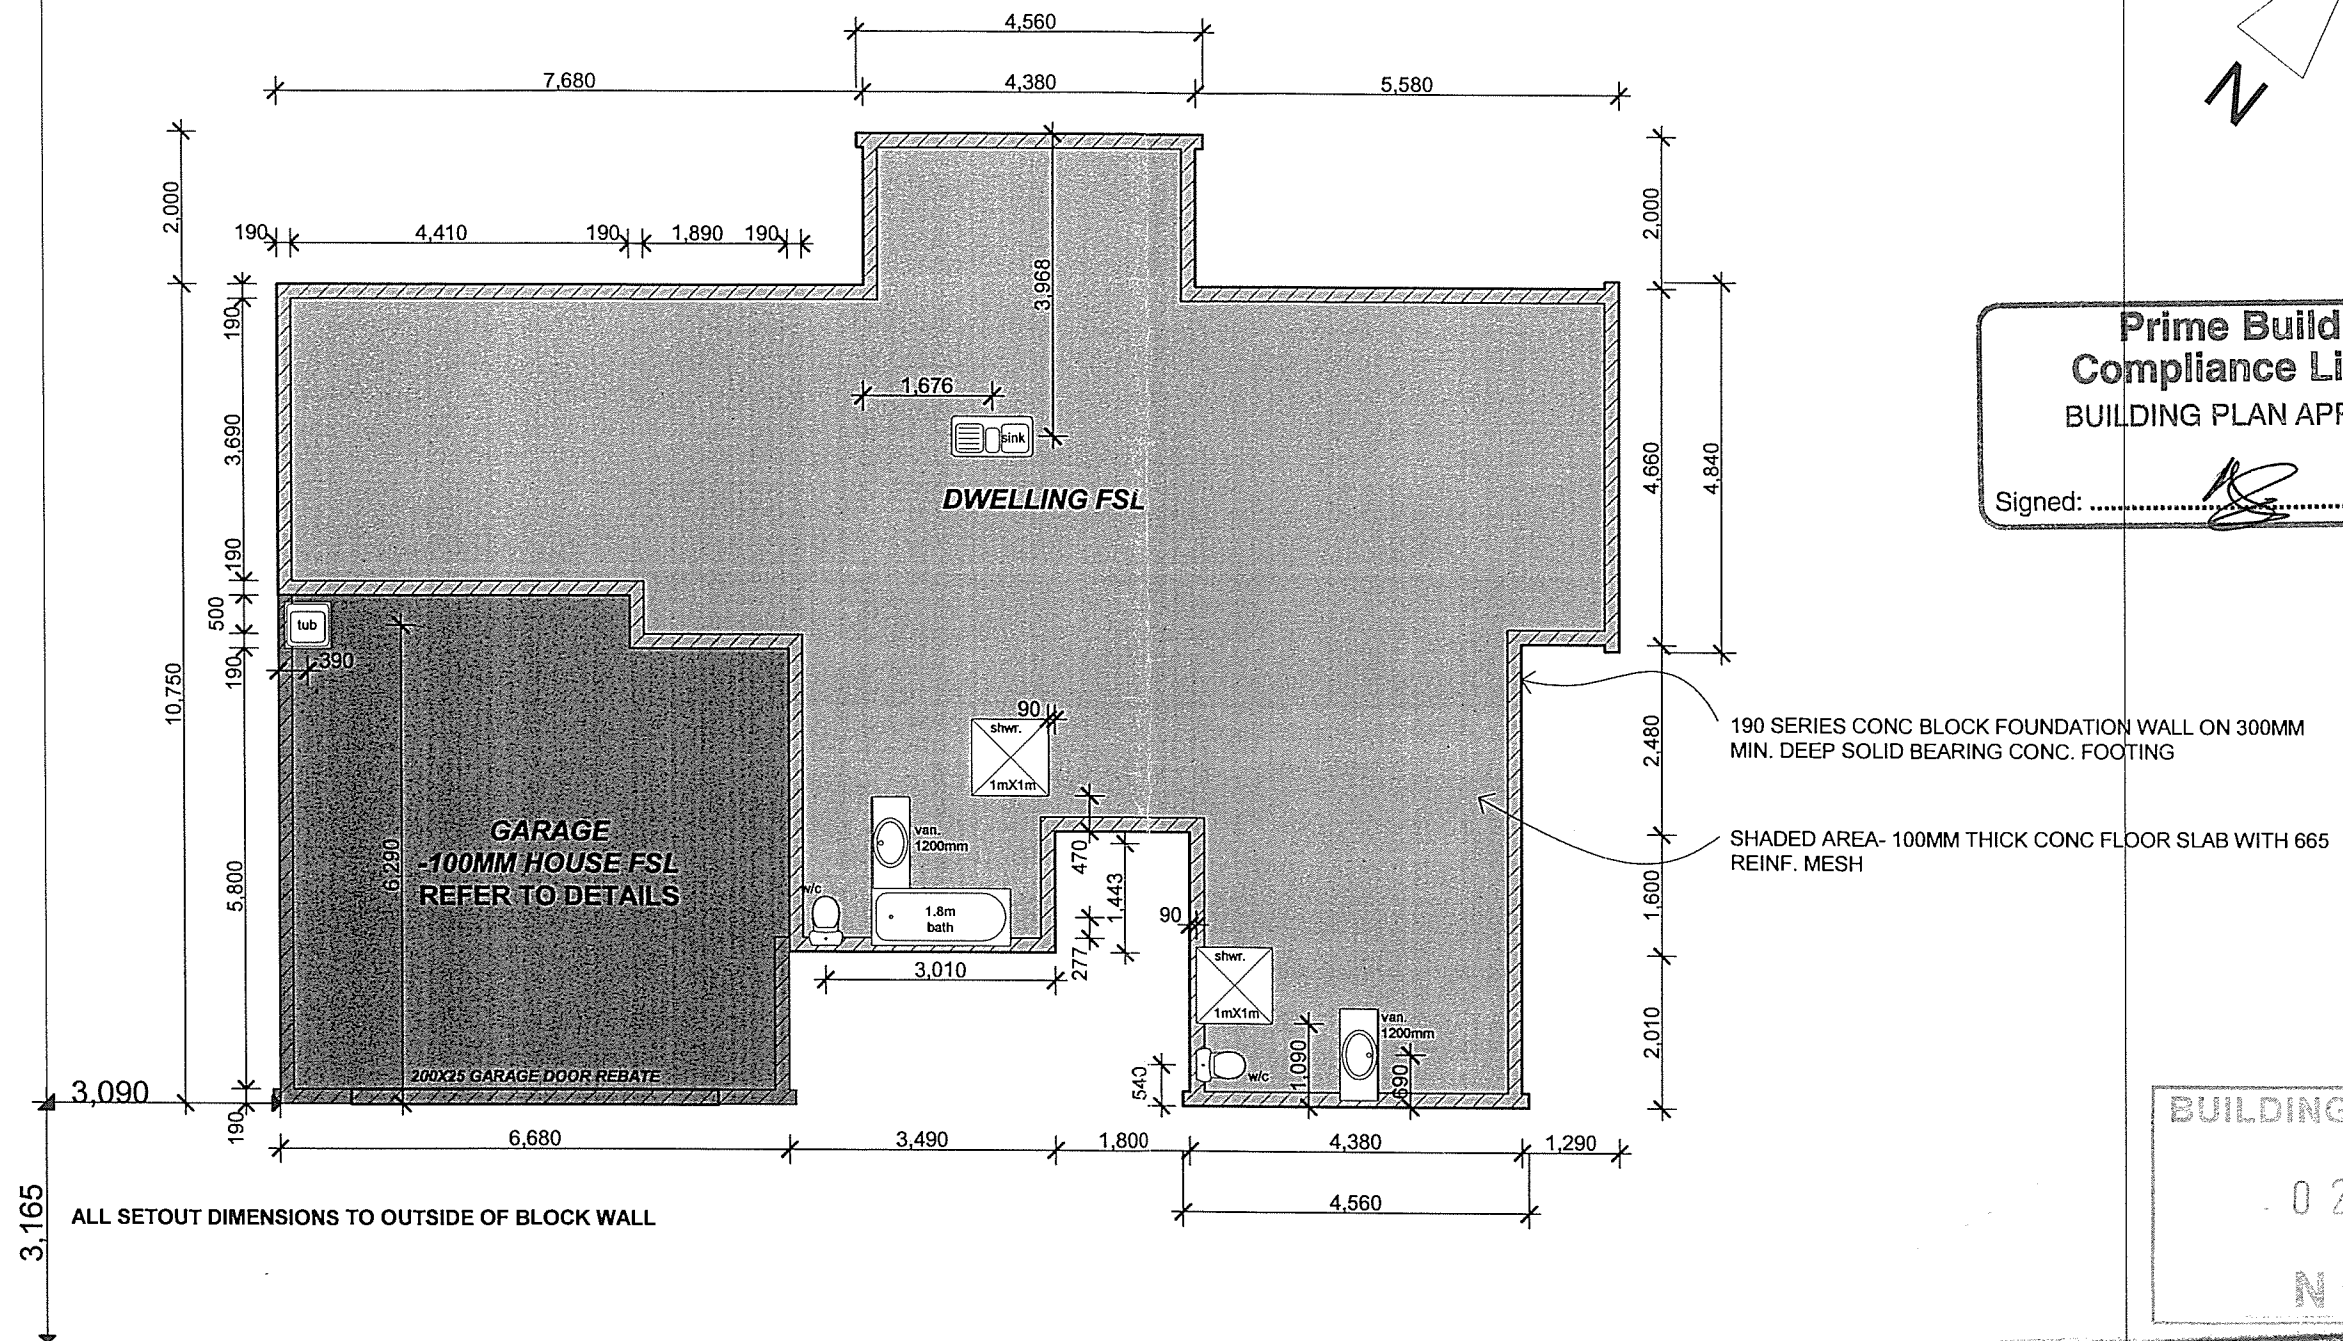 4,560
7,680
4,380
5,580
N
2,000
2,000
190
4,410
190
1,890
190
190
3,690
190
500
190
5,800
190
10,750
3,968
1,676
sink
DWELLING FSL
4,660
4,840
Prime Build
Compliance Li
BUILDING PLAN APP
Signed:
tub
390
6,290
90
shwr.
1mX1m
van.
1200mm
470
1,443
277
w/c
1.8m
bath
3,010
GARAGE
-100MM HOUSE FSL
REFER TO DETAILS
200X25 GARAGE DOOR REBATE
190 SERIES CONC BLOCK FOUNDATION WALL ON 300MM
MIN. DEEP SOLID BEARING CONC. FOOTING
SHADED AREA- 100MM THICK CONC FLOOR SLAB WITH 665
REINF. MESH
2,480
1,600
2,010
90
shwr.
1mX1m
van.
1200mm
w/c
540
1,090
690
3,090
6,680
3,490
1,800
4,380
1,290
4,560
3,165
ALL SETOUT DIMENSIONS TO OUTSIDE OF BLOCK WALL
BUILDING
0 2
N